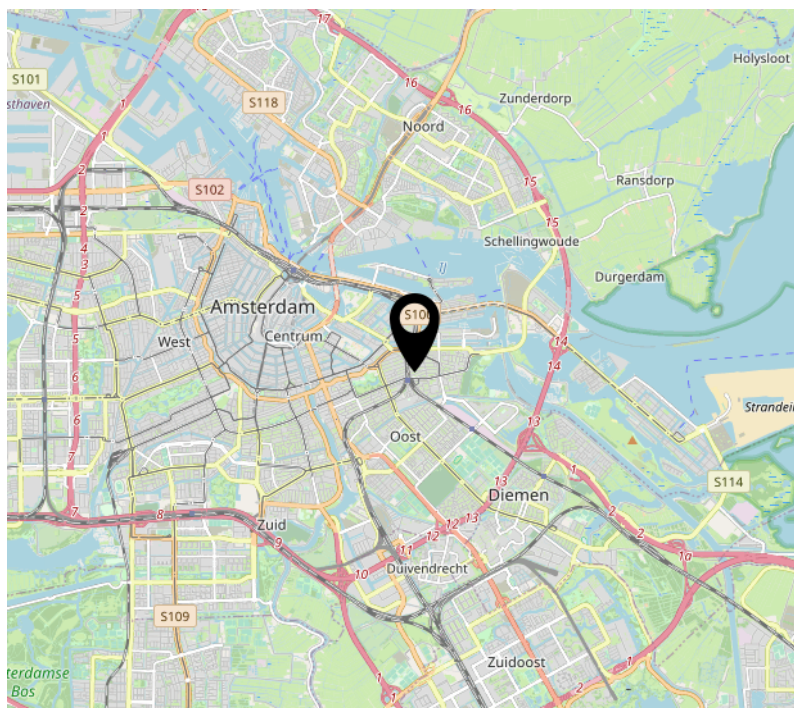 17
S101
Holysloot
16
Zunderdorp
16
S118
Noord
1
1
2
15
Ransdorp
S102
2
15
2
Schellingwoude
4
3
IJ
Durgerdam
5
Amsterdam
5
S100
West
Centrum
14
6
14
6
Strandei
13
Oost
7
7
13
1
S114
Diemen
7
8
13
2
Zuid
12
12
2
9
11
1a
10
Duivendrecht
S109
Zuidoost
1
terdamse
Bos
1
2